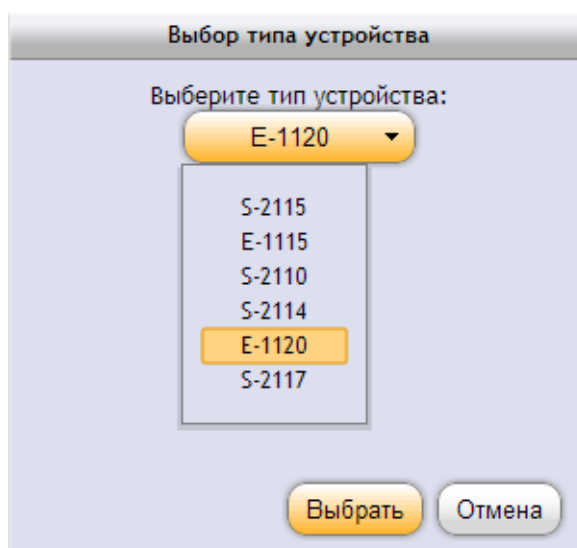 Выбор типа устройства
Выберите тип устройства:
E-1120
S-2115
E-1115
S-2110
S-2114
E-1120
S-2117
Выбрать Отмена